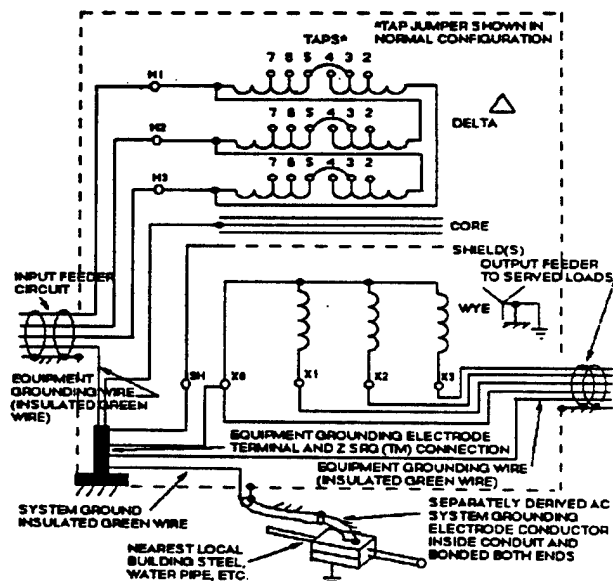 *TAP JUMPER SHOWN IN
NORMAL CONFIGURATION
TAPS*
7 6 5 4 3 2
H1
7 6 5 4 3 2
H2
DELTA
7 6 5 4 3 2
H3
CORE
SHIELD(S)
OUTPUT FEEDER
TO SERVED LOADS
INPUT FEEDER
CIRCUIT
WYE
EQUIPMENT
GROUNDING WIRE
(INSULATED GREEN
WIRE)
SH
X0
X1
X2
X3
EQUIPMENT GROUNDING ELECTRODE
TERMINAL AND Z SRG (TM) CONNECTION
EQUIPMENT GROUNDING WIRE
(INSULATED GREEN WIRE)
SYSTEM GROUND
INSULATED GREEN WIRE
SEPARATELY DERIVED AC
SYSTEM GROUNDING
ELECTRODE CONDUCTOR
INSIDE CONDUIT AND
BONDED BOTH ENDS
NEAREST LOCAL
BUILDING STEEL,
WATER PIPE, ETC.